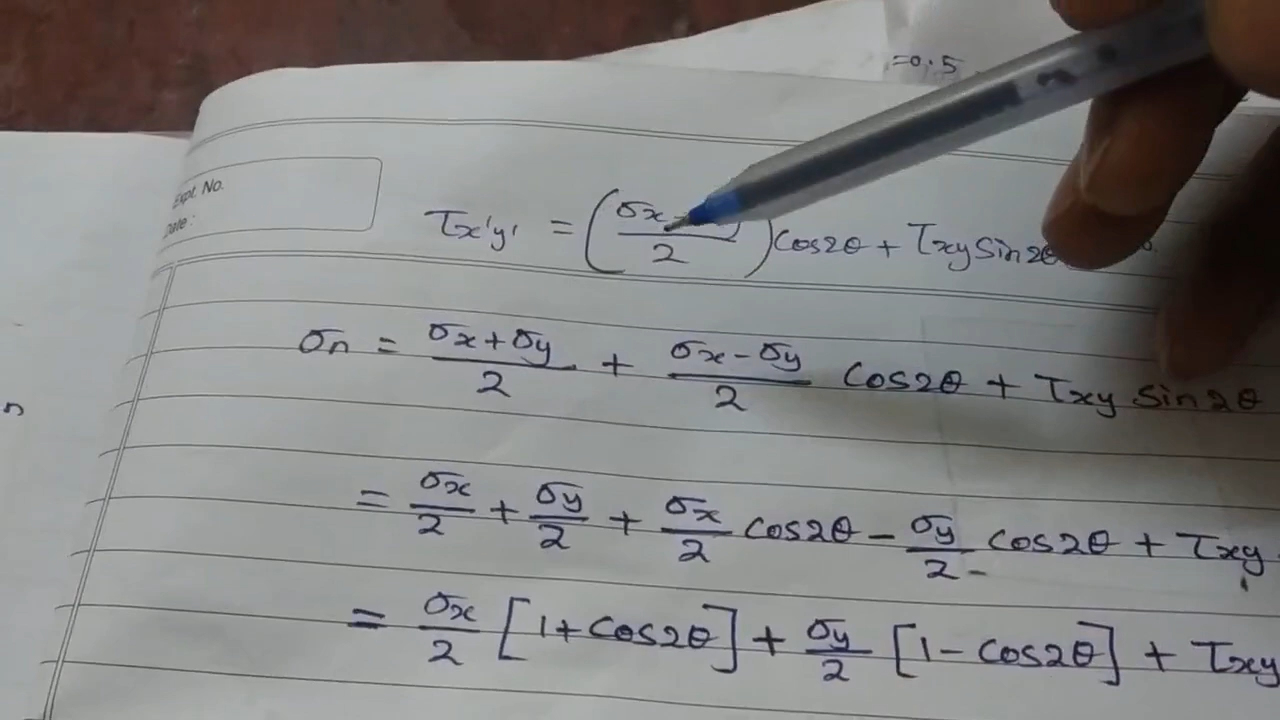 =0.5
Expt. No.
Date :
τx'y' = (σx / 2) cos2θ + τxy sin2θ
σn = (σx + σy)/2 + (σx - σy)/2 cos2θ + τxy sin2θ
= σx/2 + σy/2 + σx/2 cos2θ - σy/2 cos2θ + τxy
= σx/2 [1 + cos2θ] + σy/2 [1 - cos2θ] + τxy